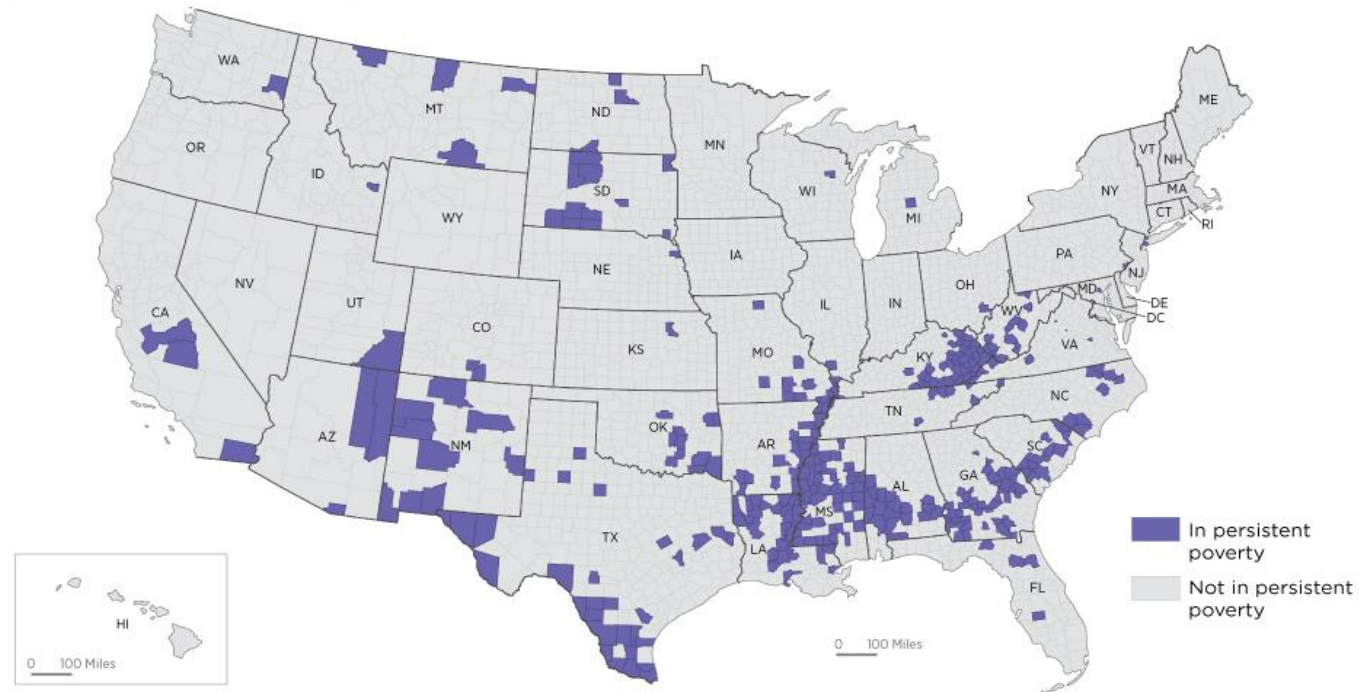 WA
MT
ND
MN
ME
OR
ID
SD
WI
VT
NH
NY
MA
WY
MI
CT
RI
IA
PA
NE
NV
OH
NJ
UT
IL
IN
MD
DE
CA
CO
WV
DC
KS
MO
KY
VA
NC
TN
AZ
OK
AR
NM
SC
AL
GA
MS
TX
LA
In persistent
poverty
FL
Not in persistent
poverty
HI
0 100 Miles
0 100 Miles